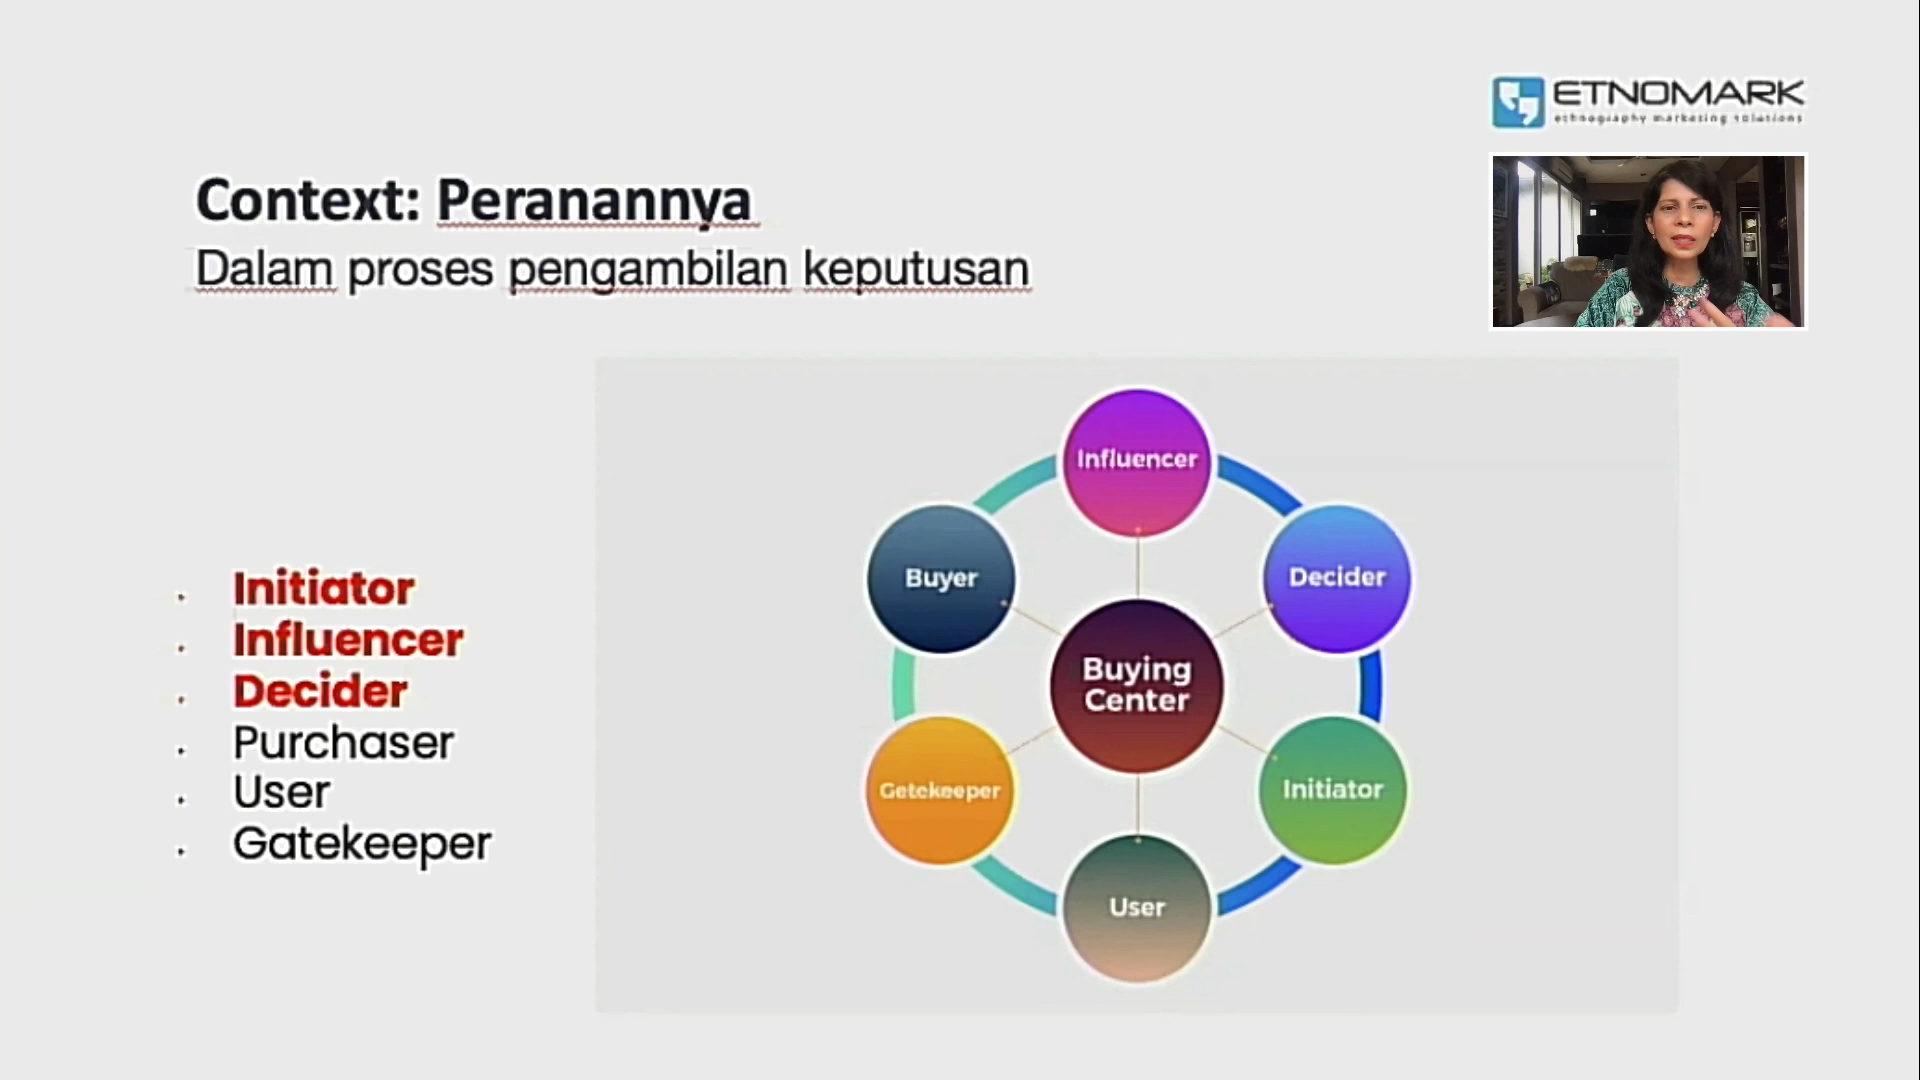 ETNOMARK
ethnography marketing solutions
Context: Peranannya
Dalam proses pengambilan keputusan
Initiator
Influencer
Decider
Purchaser
User
Gatekeeper
Influencer
Buyer
Decider
Buying
Center
Getekeeper
Initiator
User